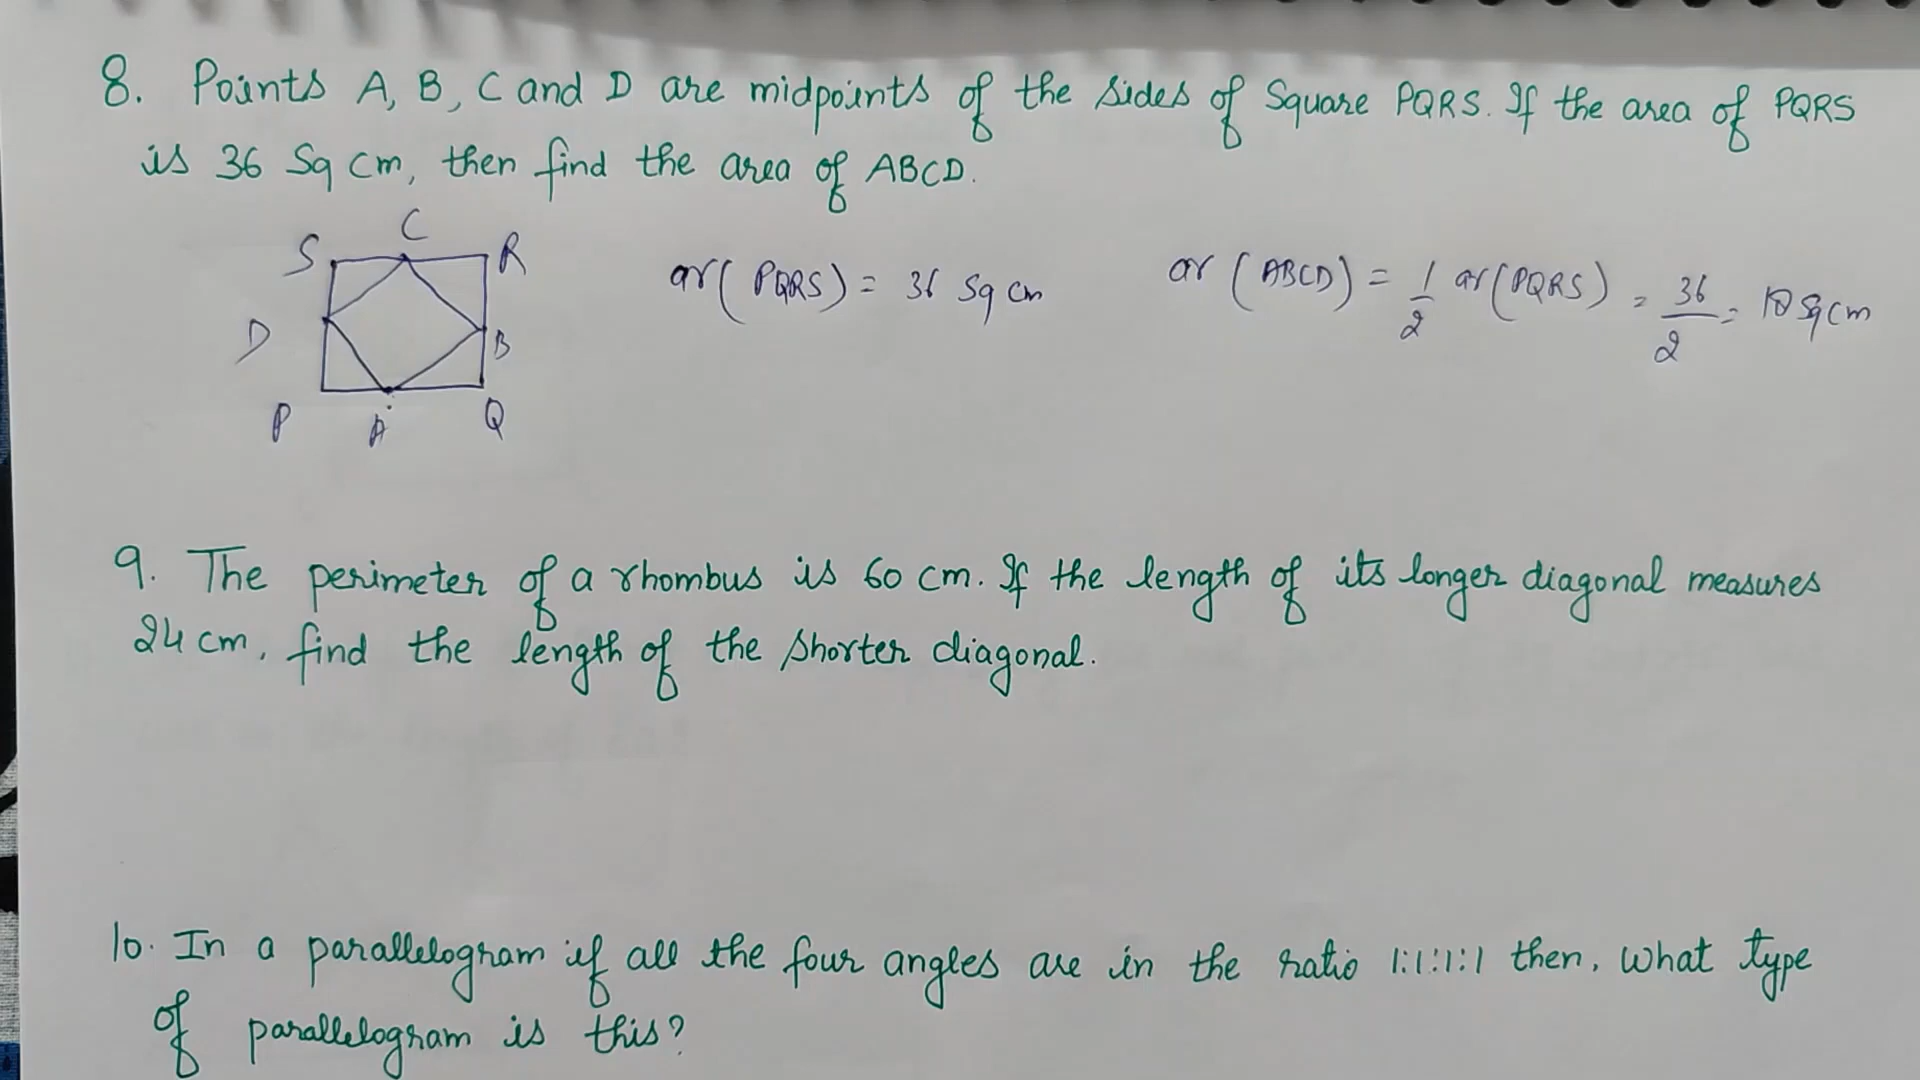 8. Points A, B, C and D are midpoints of the sides of Square PQRS. If the area of PQRS
is 36 Sq cm, then find the area of ABCD.
S C R
D B
P A Q
ar(PQRS) = 36 Sq cm
ar(ABCD) = 1/2 ar(PQRS) = 36/2 = 18 Sq cm
9. The perimeter of a rhombus is 60 cm. If the length of its longer diagonal measures
24 cm, find the length of the shorter diagonal.
10. In a parallelogram if all the four angles are in the ratio 1:1:1:1 then, what type
of parallelogram is this?